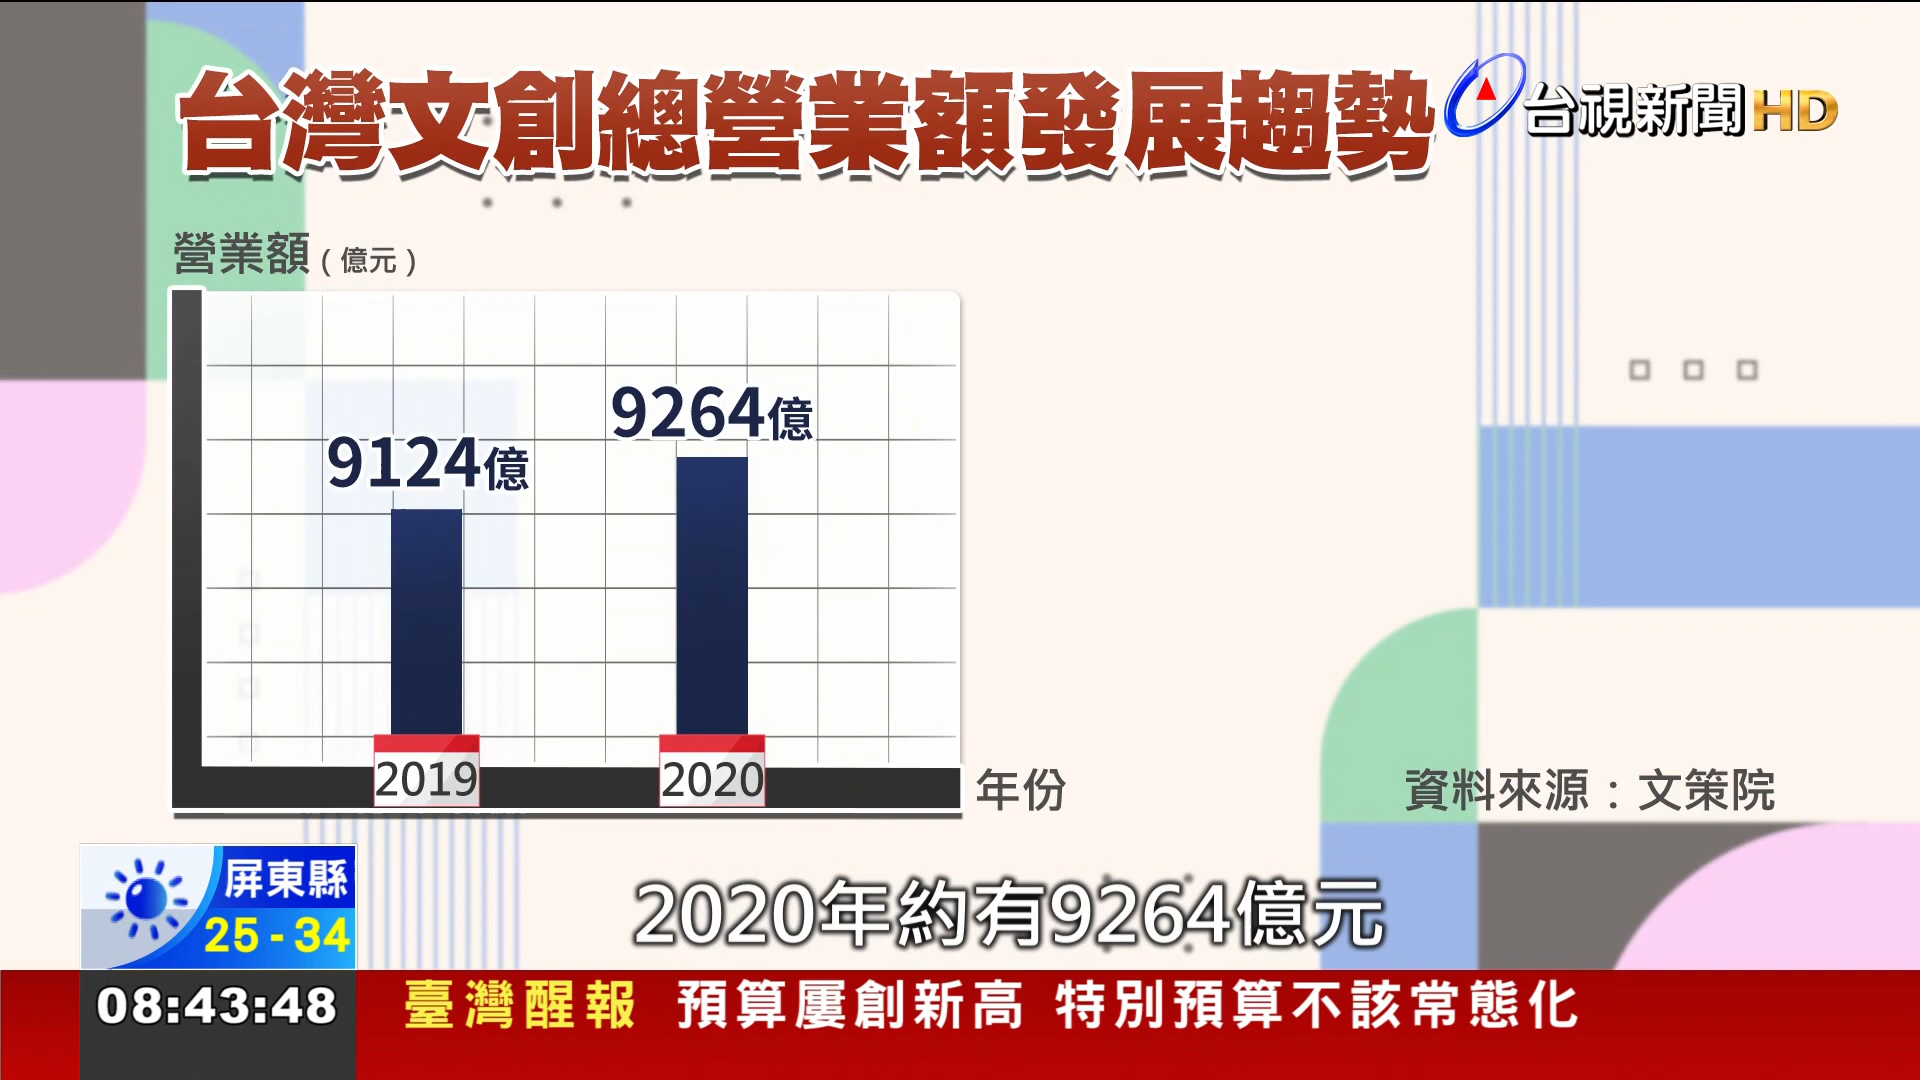 台灣文創總營業額發展趨勢
台視新聞HD
營業額(億元)
9264億
9124億
2019
2020
年份
資料來源:文策院
屏東縣
25-34
2020年約有9264億元
08:43:48
臺灣醒報 預算屢創新高 特別預算不該常態化